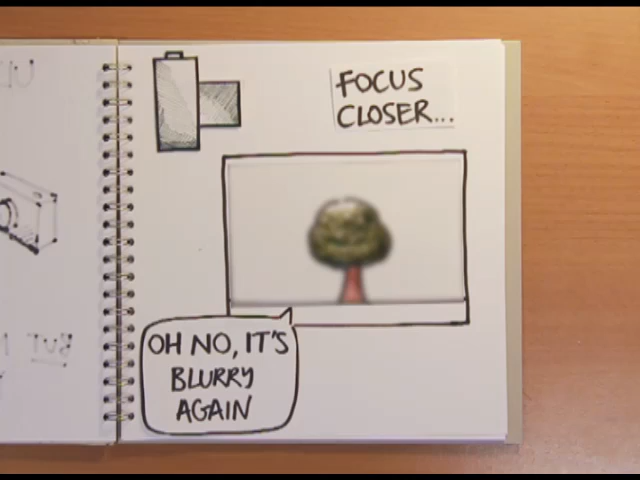 FOCUS
CLOSER...
OH NO, IT'S
BLURRY
AGAIN